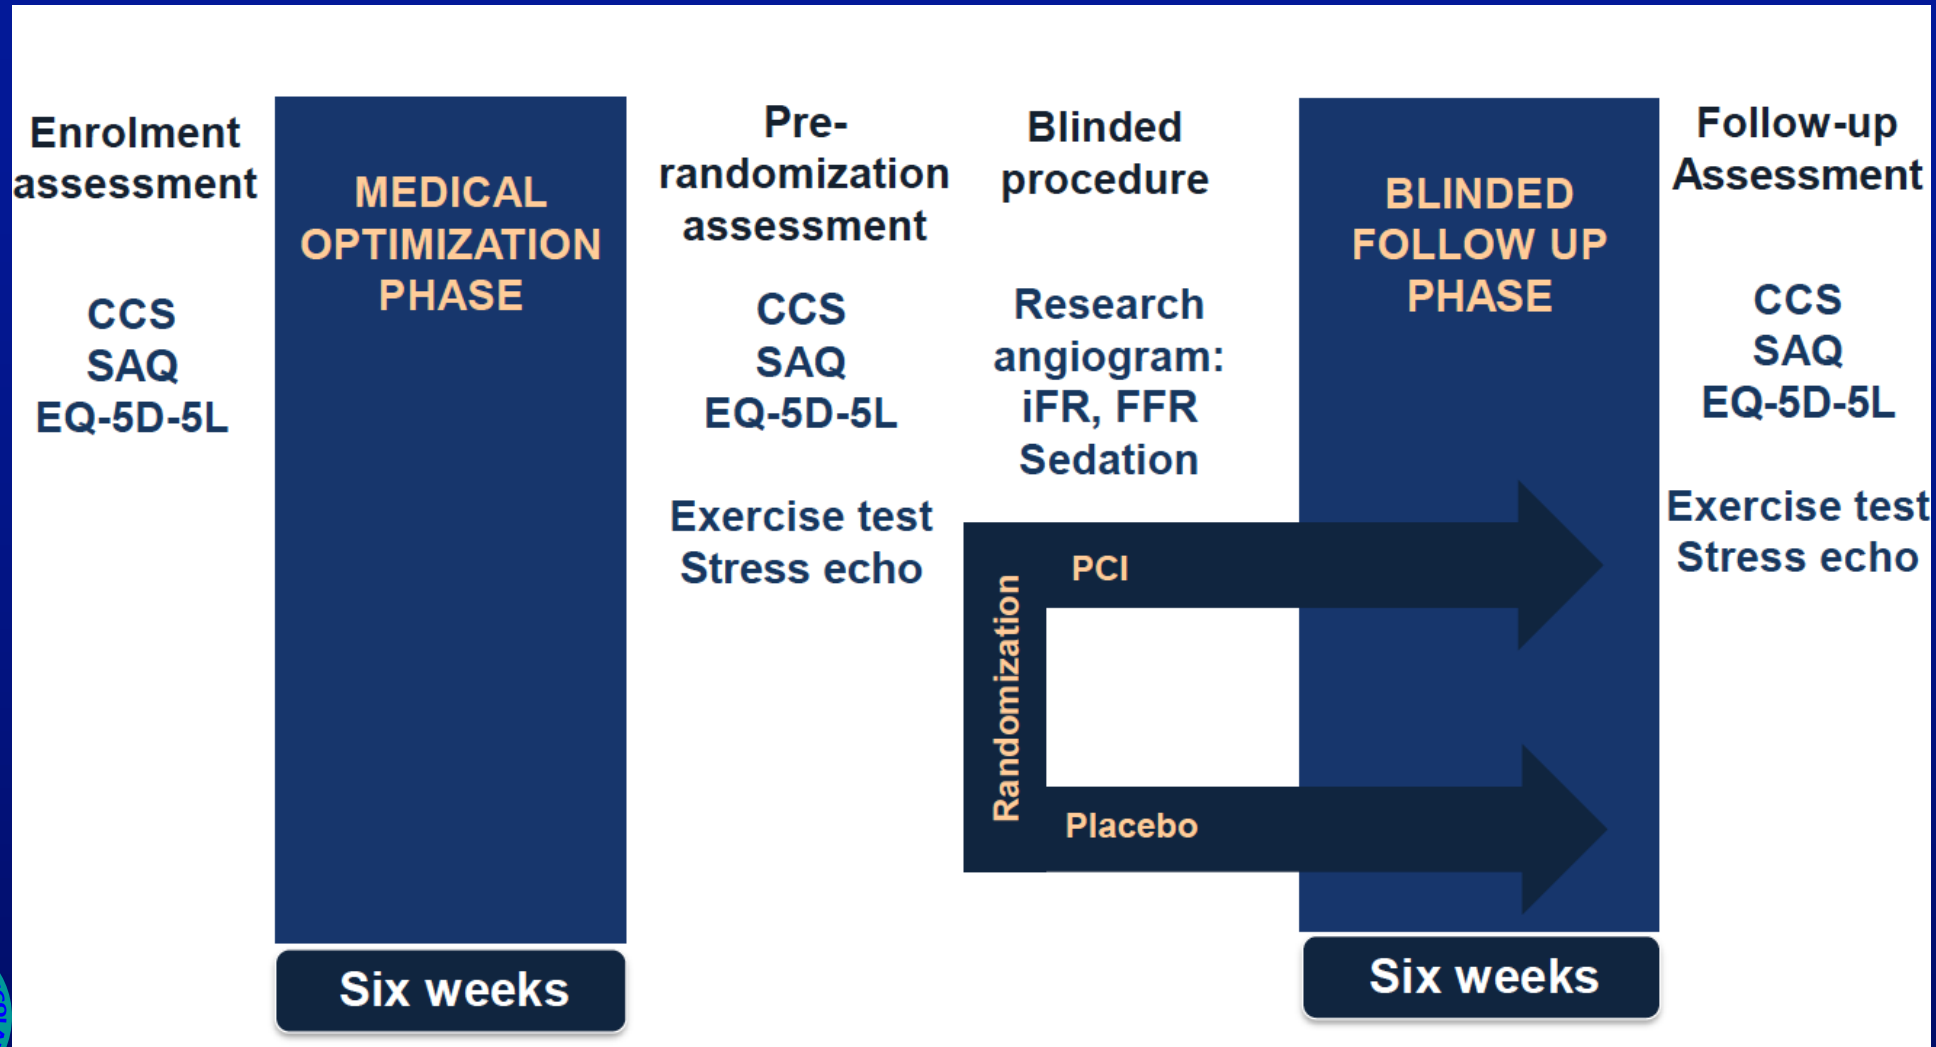 Enrolment
assessment
CCS
SAQ
EQ-5D-5L
MEDICAL
OPTIMIZATION
PHASE
Six weeks
Pre-
randomization
assessment
CCS
SAQ
EQ-5D-5L
Exercise test
Stress echo
Blinded
procedure
Research
angiogram:
iFR, FFR
Sedation
Randomization
PCI
Placebo
BLINDED
FOLLOW UP
PHASE
Six weeks
Follow-up
Assessment
CCS
SAQ
EQ-5D-5L
Exercise test
Stress echo